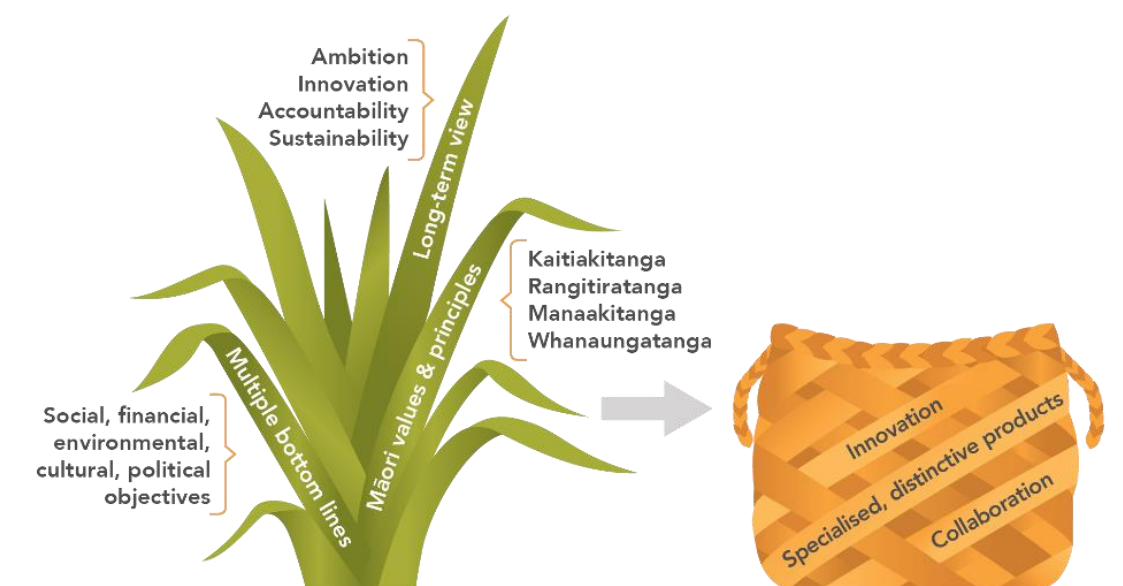 Ambition
Innovation
Accountability
Sustainability
Long-term view
Kaitiakitanga
Rangitiratanga
Manaakitanga
Whanaungatanga
Māori values & principles
Multiple bottom lines
Social, financial,
environmental,
cultural, political
objectives
Innovation
Specialised, distinctive products
Collaboration